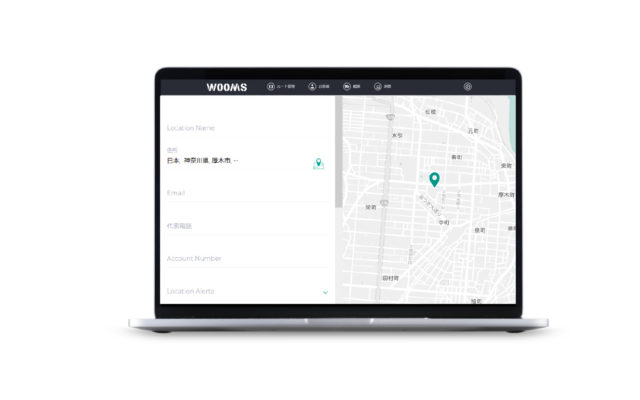 WOOMS
Location Name
住所
日本, 神奈川県, 厚木市, ...
Email
代表電話
Account Number
Location Alerts
松枝
元町
水引
寿町
東町
厚木町
栄町
中町
泉町
田村町
旭町